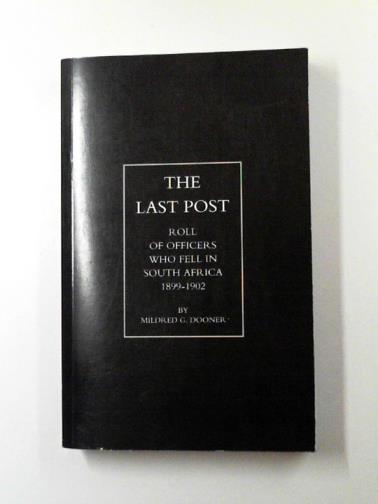 THE
LAST POST
ROLL
OF OFFICERS
WHO FELL IN
SOUTH AFRICA
1899-1902
BY
MILDRED G. DOONER